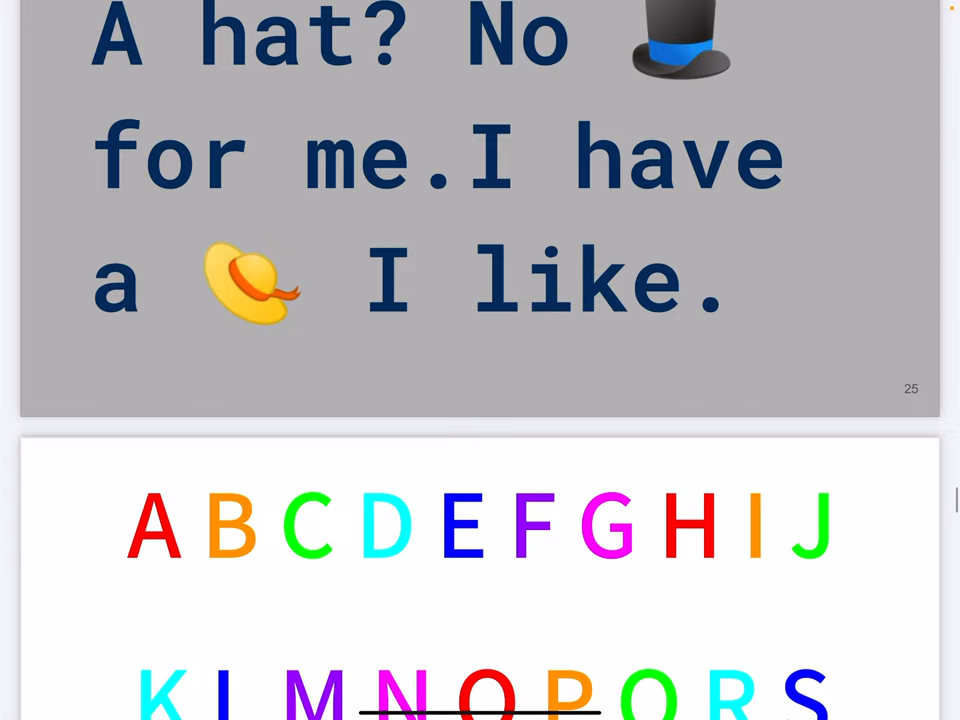 A hat? No
for me.I have
a I like.
25
A B C D E F G H I J
K L M N O P Q R S